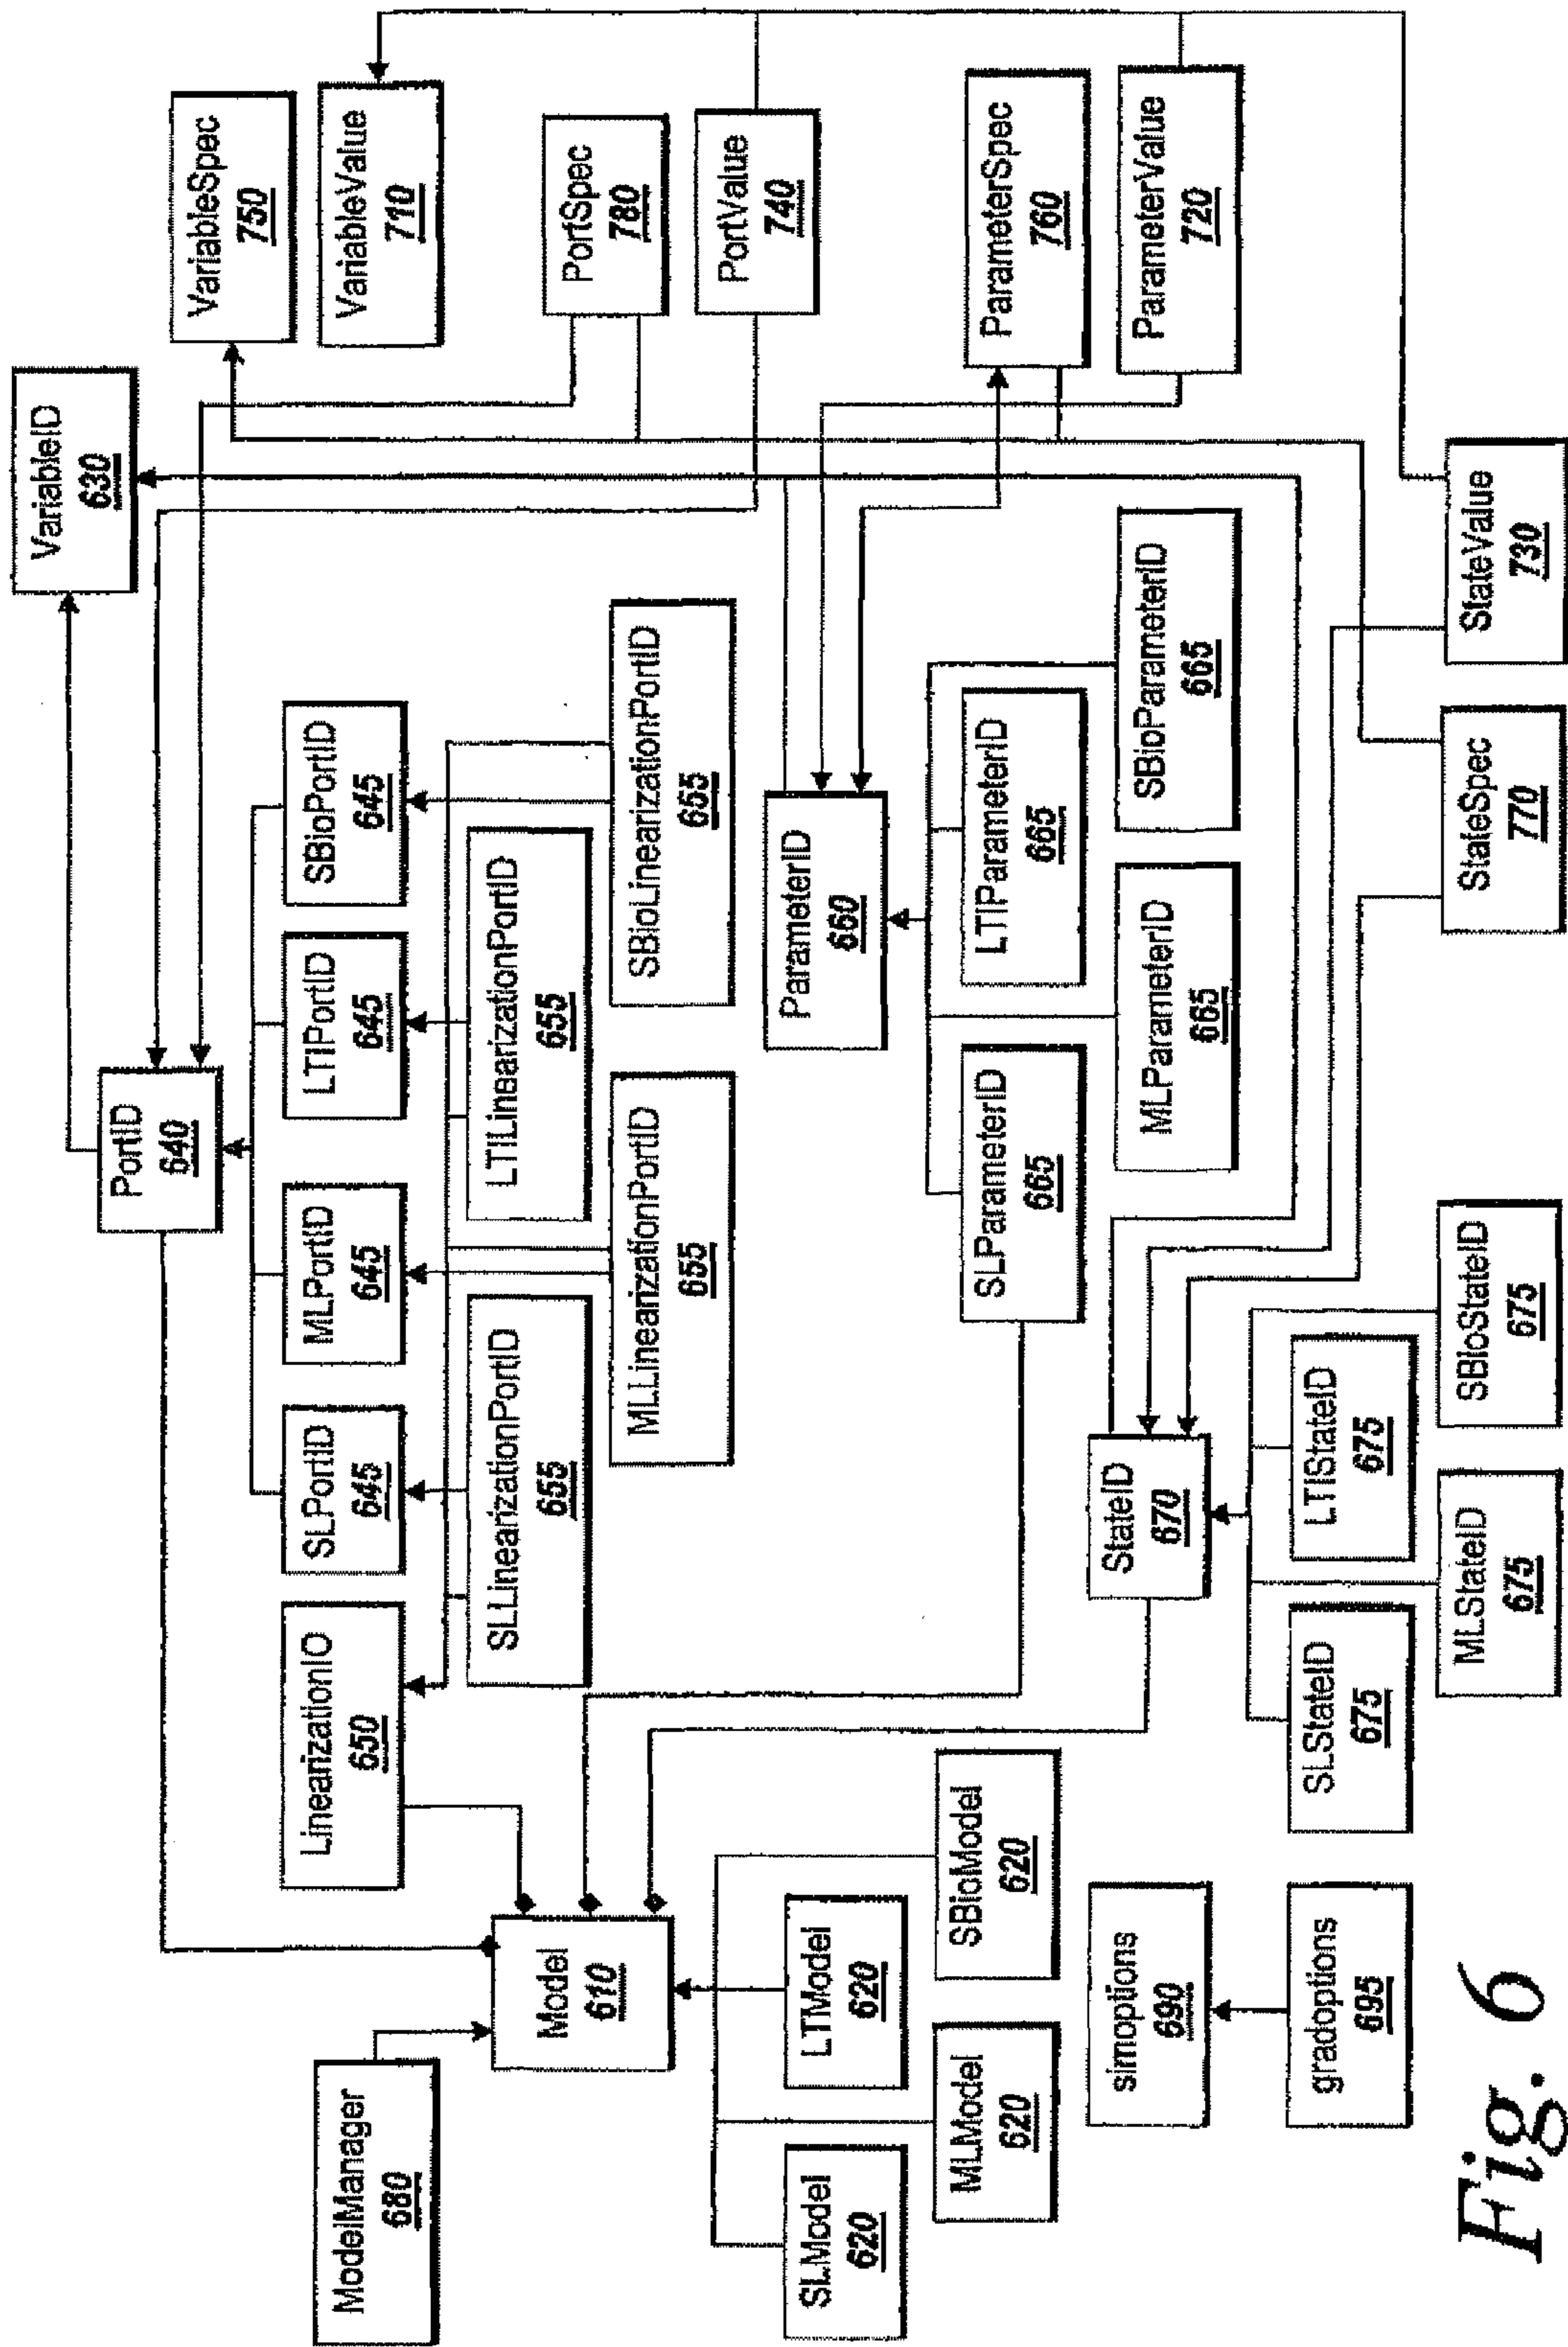 VariableID
630
PortID
640
VariableSpec
750
ModelManager
680
LinearizationIO
650
SLPortID
645
MLPortID
645
LTIPortID
645
SBioPortID
645
VariableValue
710
Model
610
SLLinearizationPortID
655
LTILinearizationPortID
655
PortSpec
780
MLLinearizationPortID
655
SBioLinearizationPortID
655
PortValue
740
SLModel
620
LTModel
620
ParameterID
660
MLModel
620
SBioModel
620
SLParameterID
665
LTIParameterID
665
ParameterSpec
760
simoptions
690
StateID
670
MLParameterID
665
SBioParameterID
665
ParameterValue
720
gradoptions
695
SLStateID
675
LTIStateID
675
MLStateID
675
SBioStateID
675
StateSpec
770
StateValue
730
Fig. 6